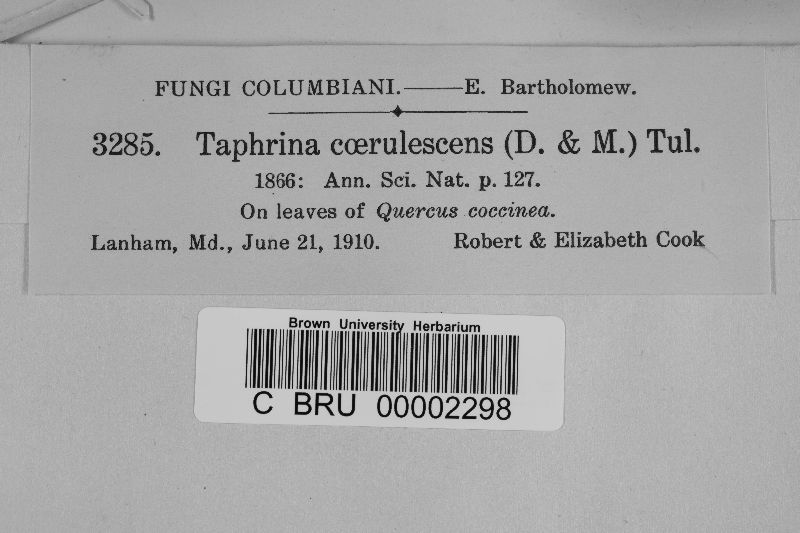 FUNGI COLUMBIANI.——E. Bartholomew.
3285. Taphrina cœrulescens (D. & M.) Tul.
1866: Ann. Sci. Nat. p. 127.
On leaves of Quercus coccinea.
Lanham, Md., June 21, 1910. Robert & Elizabeth Cook
Brown University Herbarium
C BRU 00002298